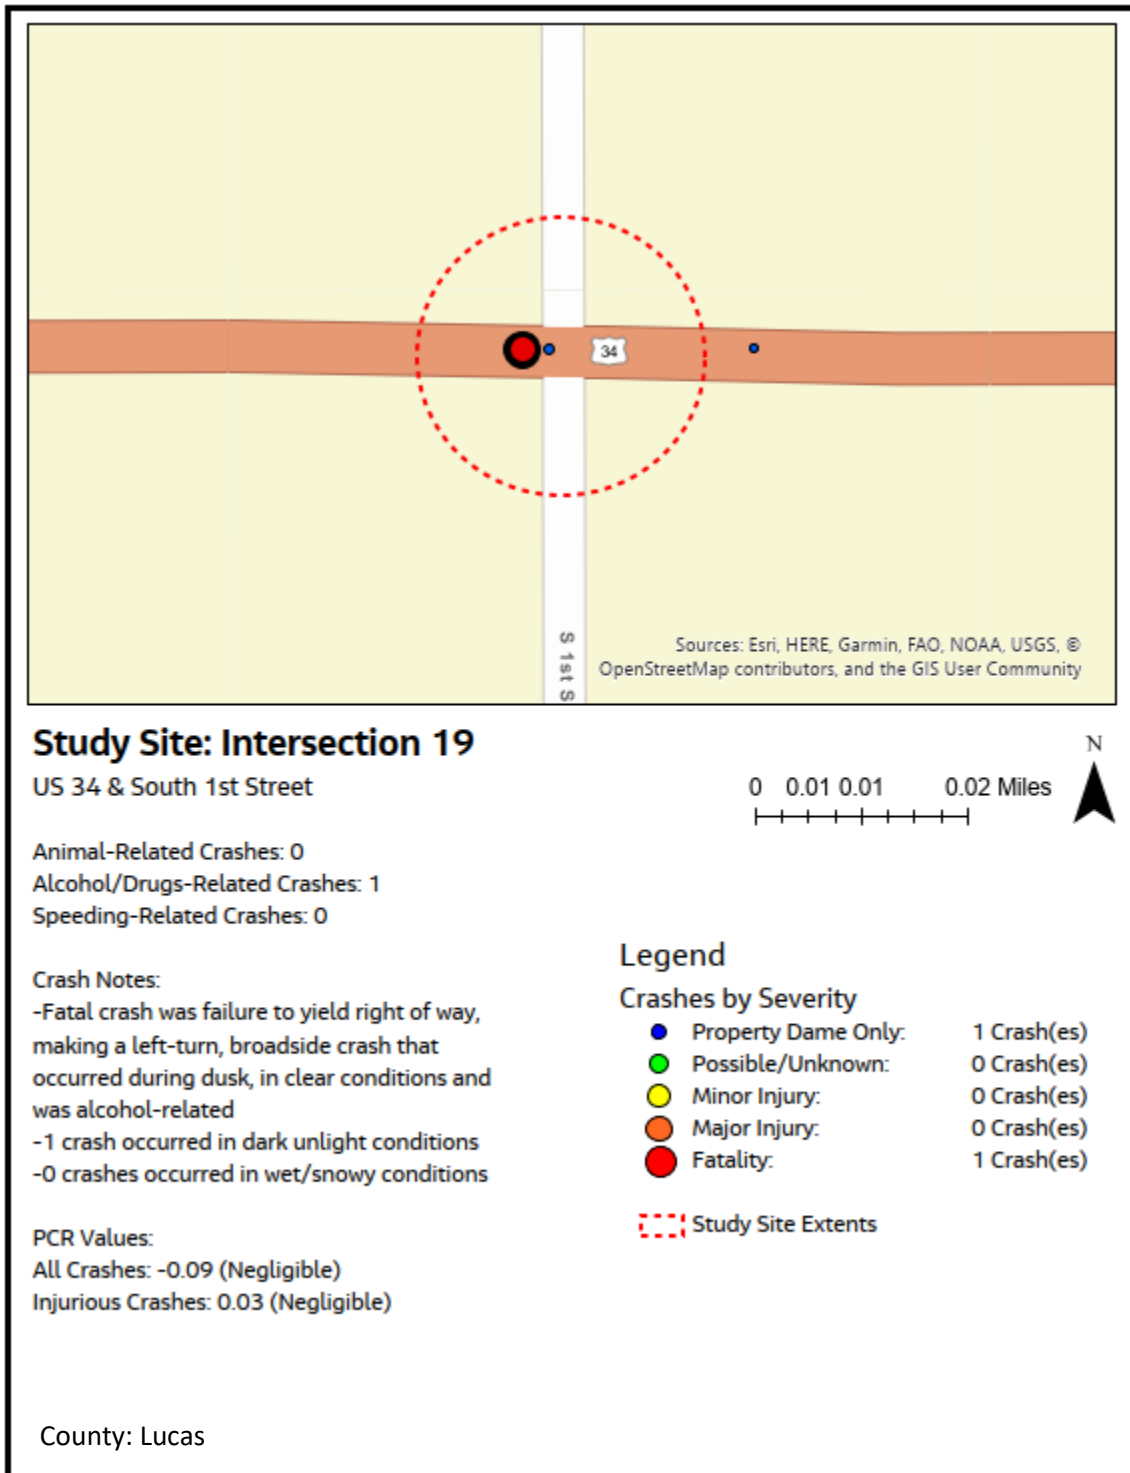 34
S 1st S
Sources: Esri, HERE, Garmin, FAO, NOAA, USGS, ©
OpenStreetMap contributors, and the GIS User Community
Study Site: Intersection 19
US 34 & South 1st Street
0 0.01 0.01 0.02 Miles
N
Animal-Related Crashes: 0
Alcohol/Drugs-Related Crashes: 1
Speeding-Related Crashes: 0
Crash Notes:
-Fatal crash was failure to yield right of way,
making a left-turn, broadside crash that
occurred during dusk, in clear conditions and
was alcohol-related
-1 crash occurred in dark unlight conditions
-0 crashes occurred in wet/snowy conditions
PCR Values:
All Crashes: -0.09 (Negligible)
Injurious Crashes: 0.03 (Negligible)
Legend
Crashes by Severity
Property Dame Only: 1 Crash(es)
Possible/Unknown: 0 Crash(es)
Minor Injury: 0 Crash(es)
Major Injury: 0 Crash(es)
Fatality: 1 Crash(es)
Study Site Extents
County: Lucas